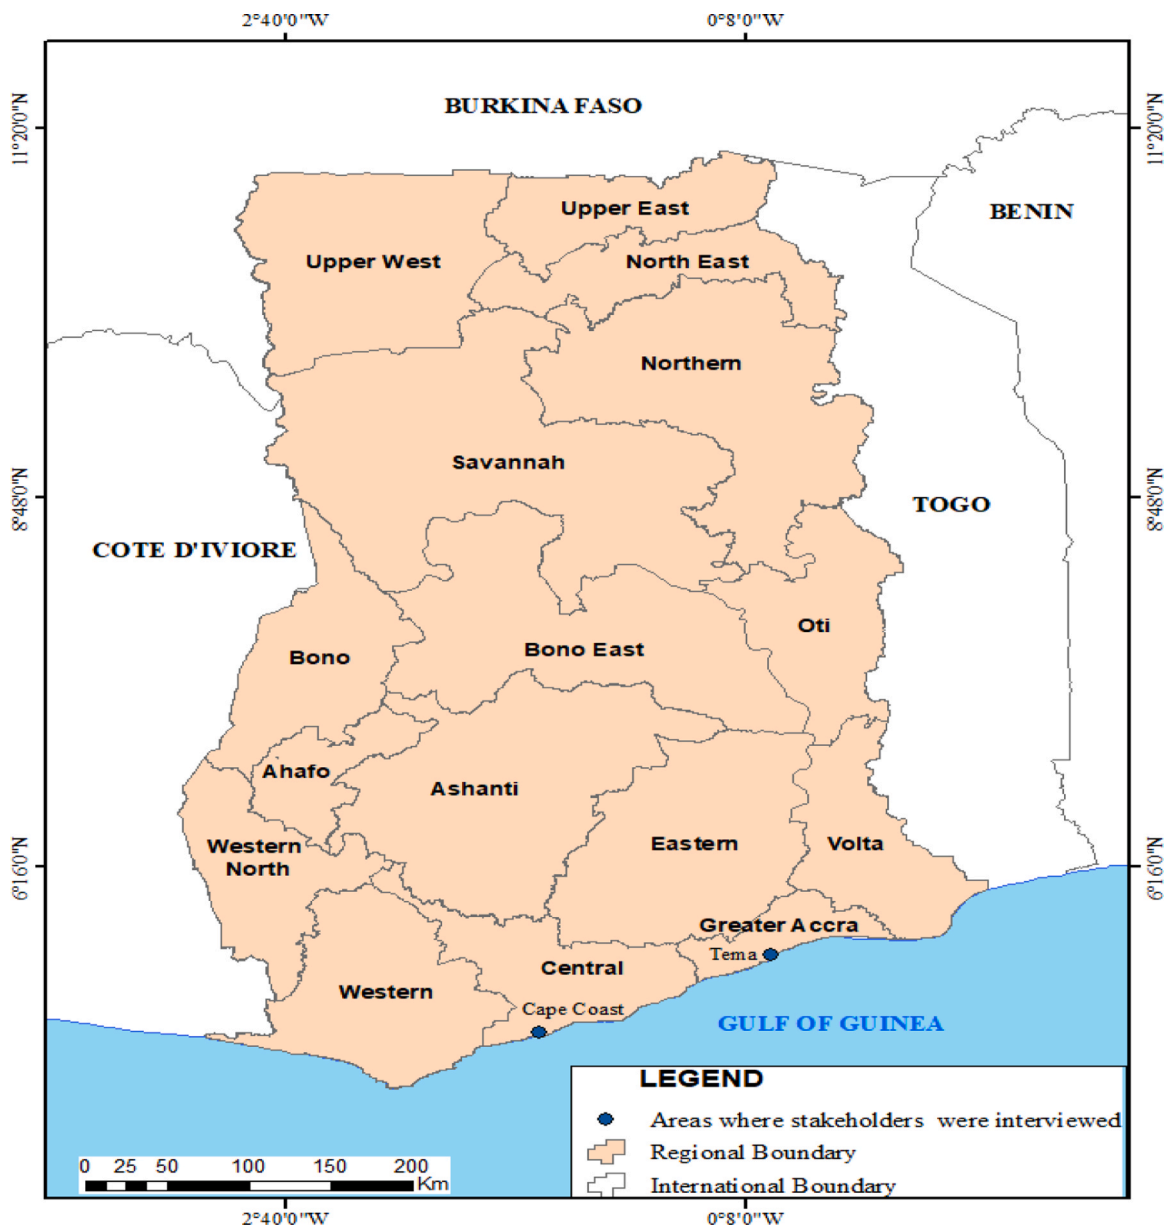 2°40'0"W 0°8'0"W
11°20'0"N 11°20'0"N
BURKINA FASO
BENIN
Upper East
Upper West
North East
Northern
Savannah
8°48'0"N 8°48'0"N
TOGO
COTE D'IVIORE
Oti
Bono East
Bono
Ahafo
Ashanti
Eastern
Volta
Western
North
6°16'0"N 6°16'0"N
Greater Accra
Tema
Central
Western
Cape Coast
GULF OF GUINEA
LEGEND
Areas where stakeholders were interviewed
Regional Boundary
International Boundary
0 25 50 100 150 200
Km
2°40'0"W 0°8'0"W